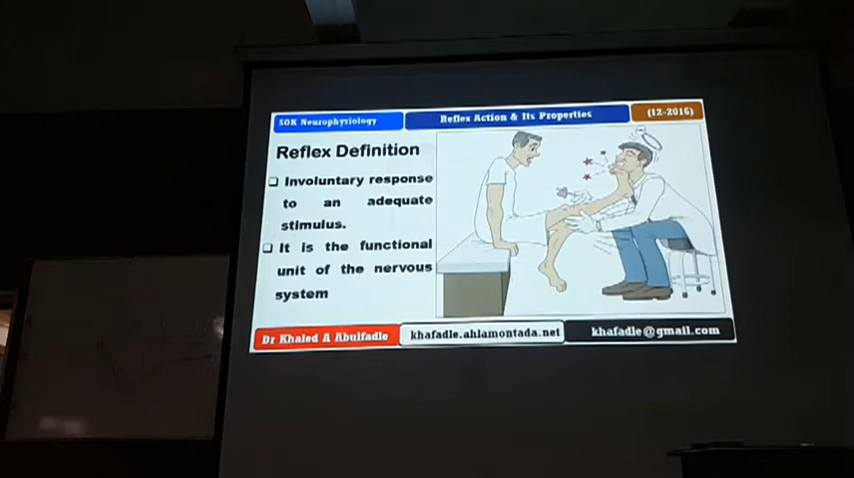 SOK Neurophysiology
Reflex Action & Its Properties
(12-2016)
Reflex Definition
Involuntary response
to an adequate
stimulus.
It is the functional
unit of the nervous
system
Dr Khaled A Abulfadle
khafadle.ahlamontada.net
khafadle@gmail.com